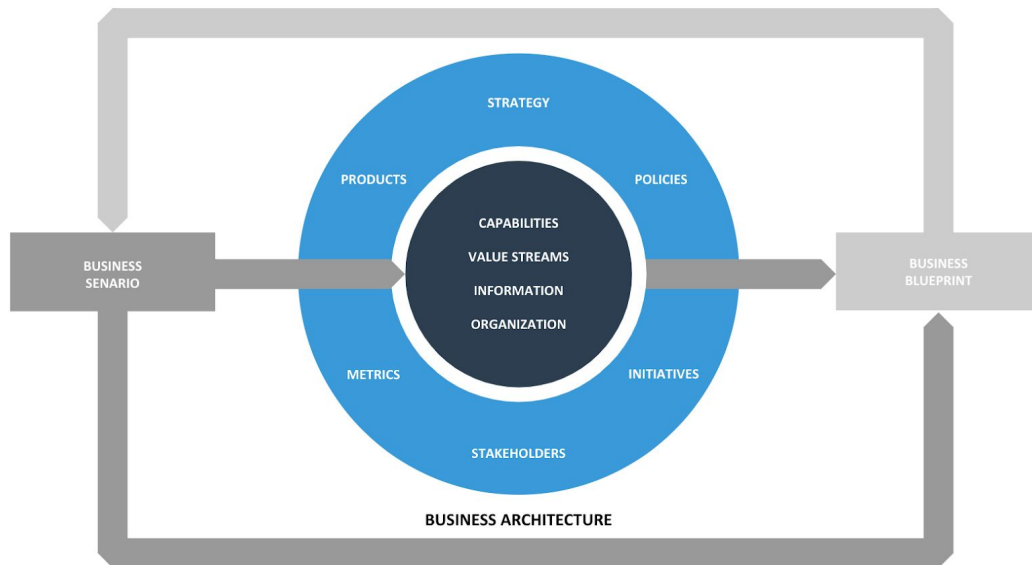 STRATEGY
PRODUCTS
POLICIES
CAPABILITIES
VALUE STREAMS
INFORMATION
ORGANIZATION
BUSINESS
SENARIO
BUSINESS
BLUEPRINT
METRICS
INITIATIVES
STAKEHOLDERS
BUSINESS ARCHITECTURE